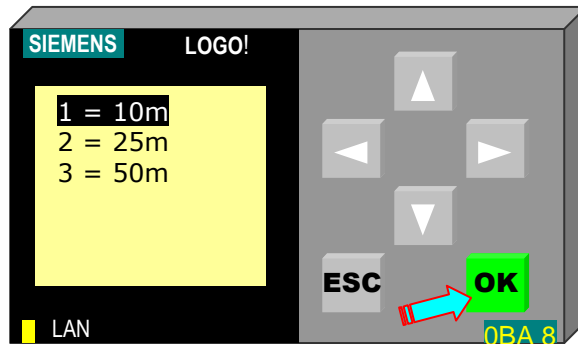 SIEMENS LOGO!
1 = 10m
2 = 25m
3 = 50m
ESC OK
LAN
0BA 8